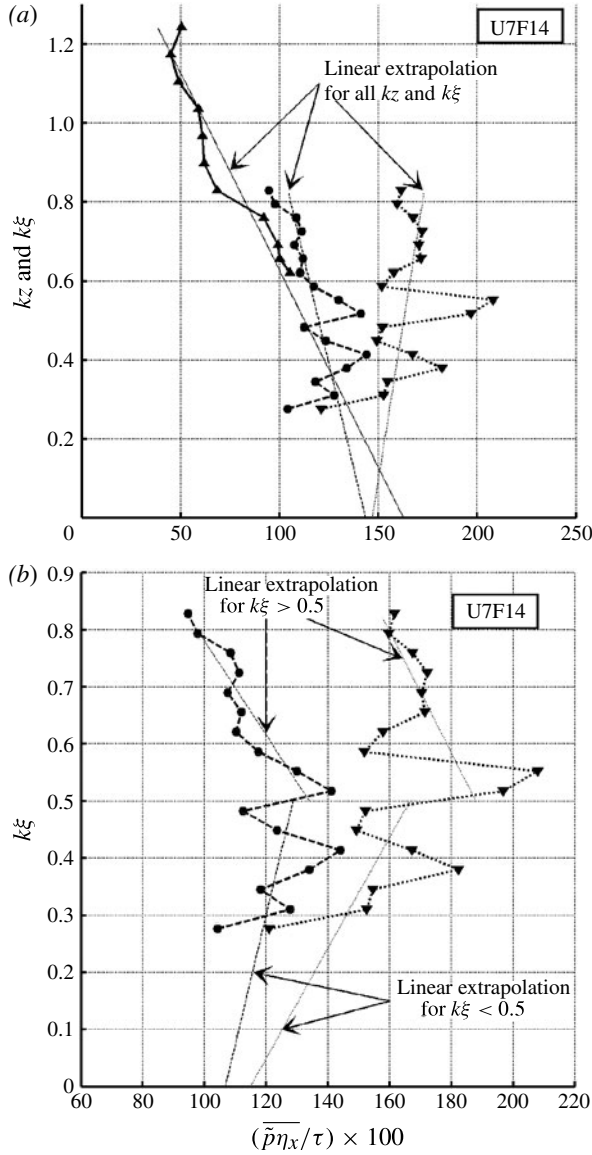 (a)
U7F14
1.2
Linear extrapolation
for all kz and kξ
1.0
0.8
kz and kξ
0.6
0.4
0.2
0 50 100 150 200 250
(b)
0.9
Linear extrapolation
for kξ > 0.5
U7F14
0.8
0.7
0.6
kξ
0.5
0.4
0.3
0.2
Linear extrapolation
for kξ < 0.5
0.1
0
60 80 100 120 140 160 180 200 220
(p̃η_x/τ) × 100